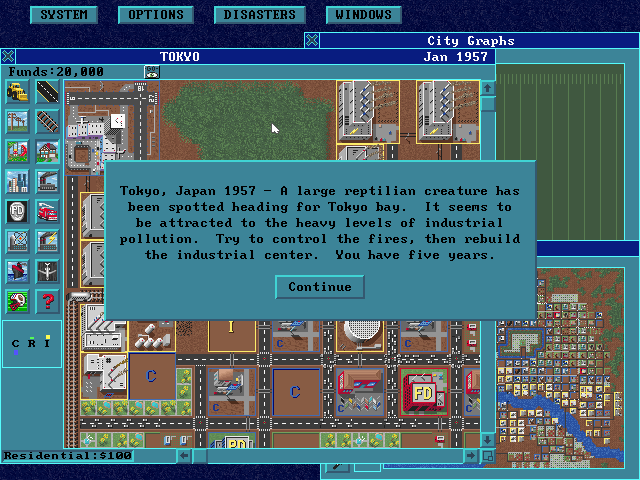 SYSTEM OPTIONS DISASTERS WINDOWS
City Graphs
TOKYO Jan 1957
Funds:20,000
Tokyo, Japan 1957 - A large reptilian creature has
been spotted heading for Tokyo bay. It seems to
be attracted to the heavy levels of industrial
pollution. Try to control the fires, then rebuild
the industrial center. You have five years.
Continue
I
C R I
C
C
C
C
C
FD
PD
Residential:$100